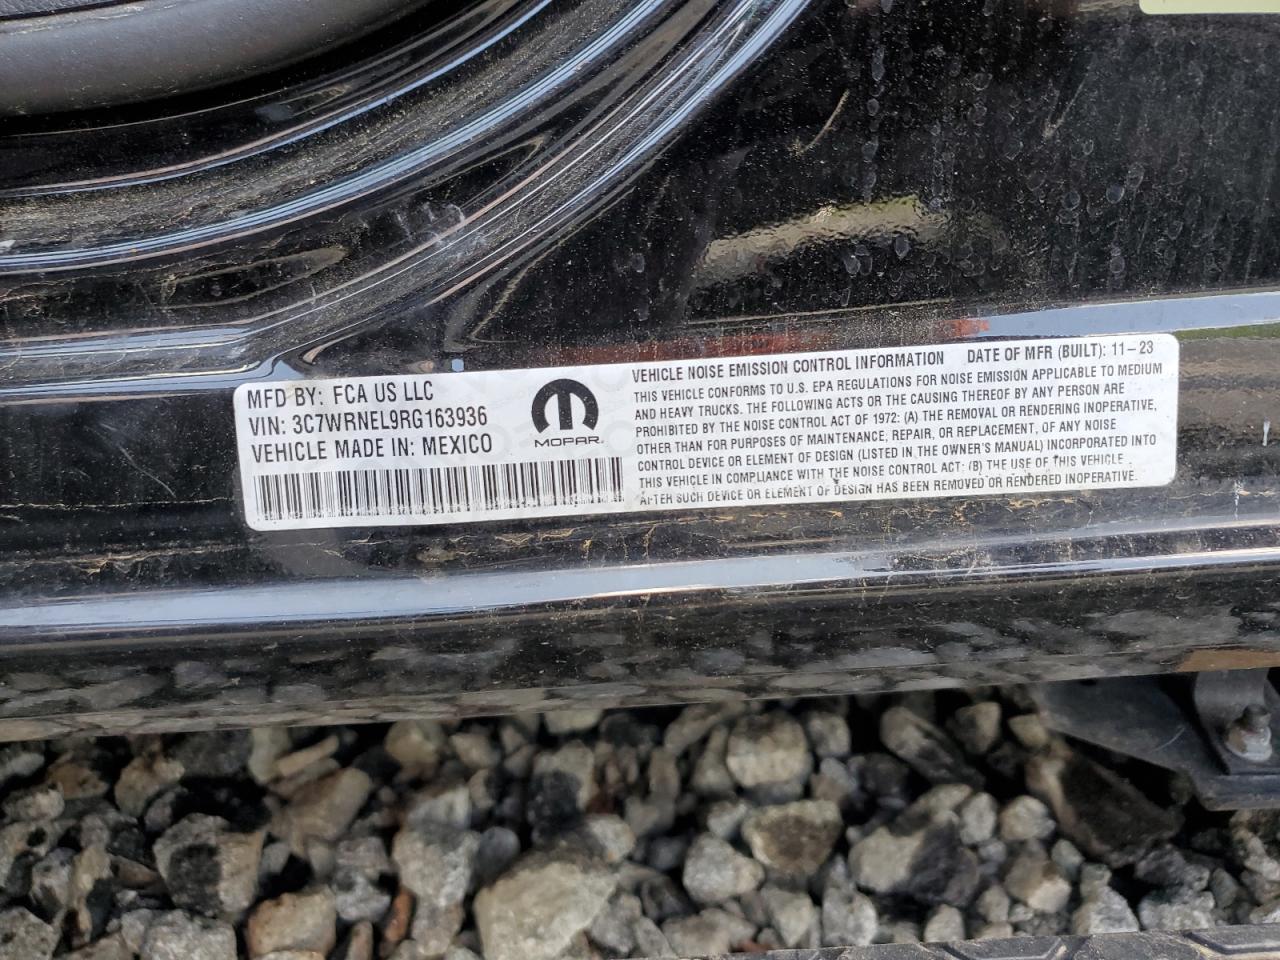 MFD BY: FCA US LLC
VIN: 3C7WRNEL9RG163936
VEHICLE MADE IN: MEXICO
MOPAR
VEHICLE NOISE EMISSION CONTROL INFORMATION DATE OF MFR (BUILT): 11-23
THIS VEHICLE CONFORMS TO U.S. EPA REGULATIONS FOR NOISE EMISSION APPLICABLE TO MEDIUM
AND HEAVY TRUCKS. THE FOLLOWING ACTS OR THE CAUSING THEREOF BY ANY PERSON ARE
PROHIBITED BY THE NOISE CONTROL ACT OF 1972: (A) THE REMOVAL OR RENDERING INOPERATIVE,
OTHER THAN FOR PURPOSES OF MAINTENANCE, REPAIR, OR REPLACEMENT, OF ANY NOISE
CONTROL DEVICE OR ELEMENT OF DESIGN (LISTED IN THE OWNER'S MANUAL) INCORPORATED INTO
THIS VEHICLE IN COMPLIANCE WITH THE NOISE CONTROL ACT; (B) THE USE OF THIS VEHICLE
AFTER SUCH DEVICE OR ELEMENT OF DESIGN HAS BEEN REMOVED OR RENDERED INOPERATIVE.